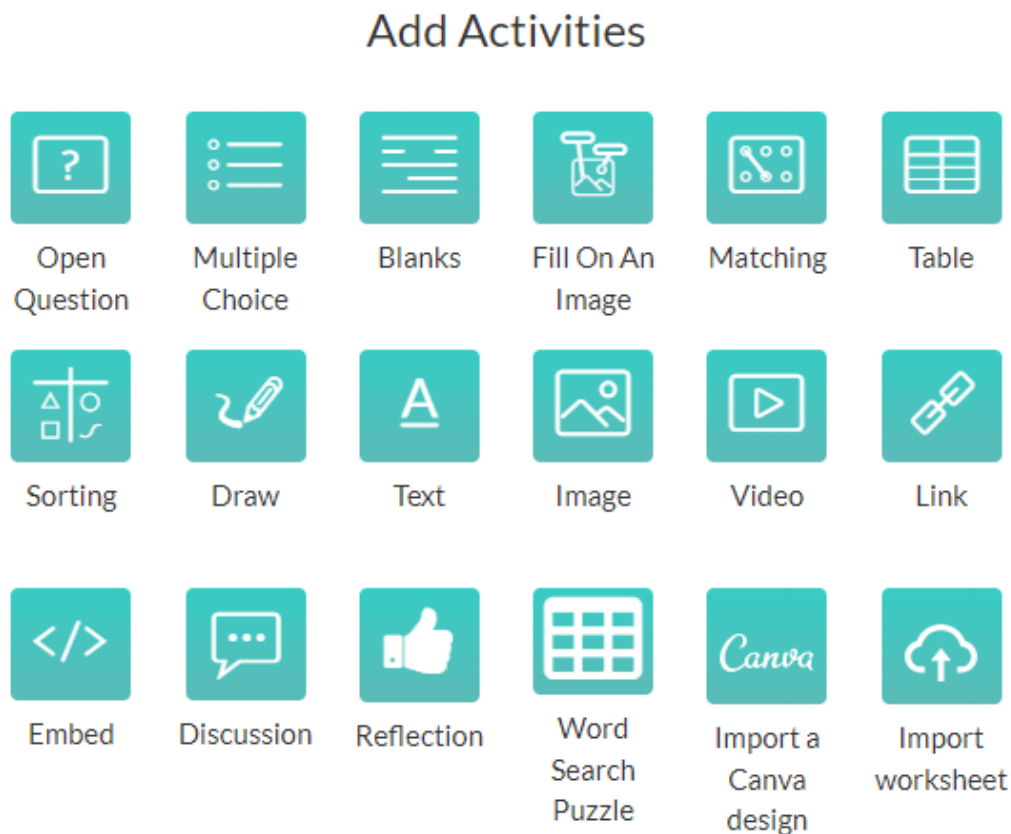 Add Activities
?
Open
Question
Multiple
Choice
Blanks
Fill On An
Image
Matching
Table
Sorting
Draw
A
Text
Image
Video
Link
</>
Embed
Discussion
Reflection
Word
Search
Puzzle
Canva
Import a
Canva
design
Import
worksheet